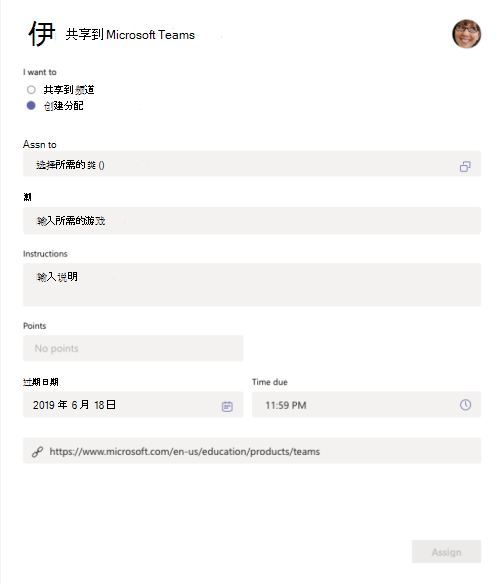 伊 共享到 Microsoft Teams
I want to
共享到 频道
创建分配
Assn to
选择所需的 类 ()
潮
输入所需的游戏
Instructions
输入说明
Points
No points
过期日期 Time due
2019 年 6 月 18日 11:59 PM
https://www.microsoft.com/en-us/education/products/teams
Assign